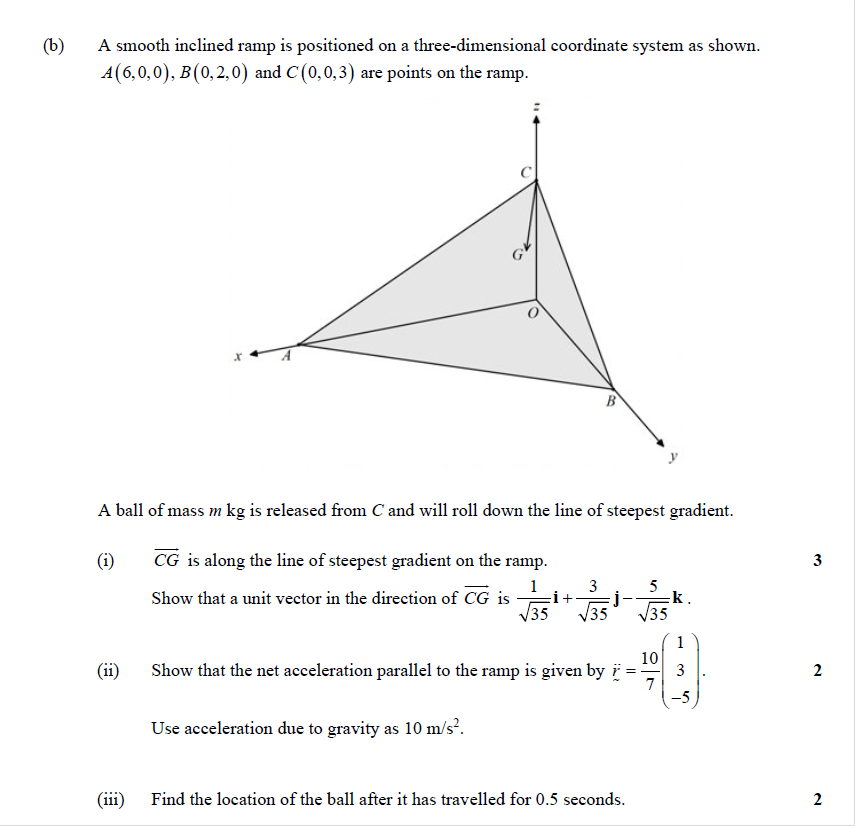 (b) A smooth inclined ramp is positioned on a three-dimensional coordinate system as shown.
A(6,0,0), B(0,2,0) and C(0,0,3) are points on the ramp.
z
C
G
O
x
A
B
y
A ball of mass m kg is released from C and will roll down the line of steepest gradient.
(i) $\overrightarrow{CG}$ is along the line of steepest gradient on the ramp. 3
Show that a unit vector in the direction of $\overrightarrow{CG}$ is $\frac{1}{\sqrt{35}}\mathbf{i}+\frac{3}{\sqrt{35}}\mathbf{j}-\frac{5}{\sqrt{35}}\mathbf{k}$.
(ii) Show that the net acceleration parallel to the ramp is given by $\underset{\sim}{\ddot{r}}=\frac{10}{7}\begin{pmatrix}1\\3\\-5\end{pmatrix}$. 2
Use acceleration due to gravity as 10 m/s².
(iii) Find the location of the ball after it has travelled for 0.5 seconds. 2